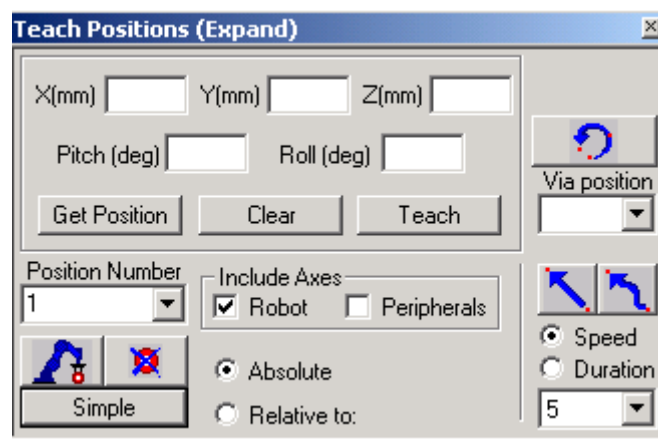 Teach Positions (Expand)
X(mm) Y(mm) Z(mm)
Pitch (deg) Roll (deg)
Get Position Clear Teach
Via position
Position Number
1
Include Axes
Robot Peripherals
Simple
Absolute
Relative to:
Speed
Duration
5